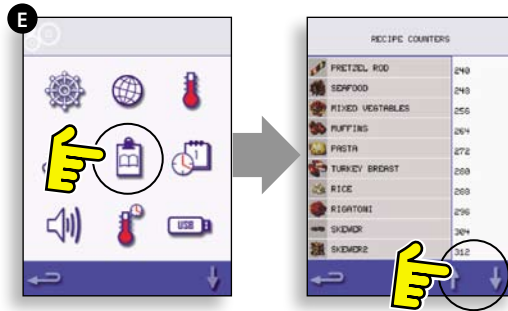 E
1
USB
RECIPE COUNTERS
PRETZEL ROD 240
SEAFOOD 248
MIXED VEGTABLES 256
MUFFINS 264
PASTA 272
TURKEY BREAST 280
RICE 288
RIGATONI 296
SKEWER 304
SKEWER2 312